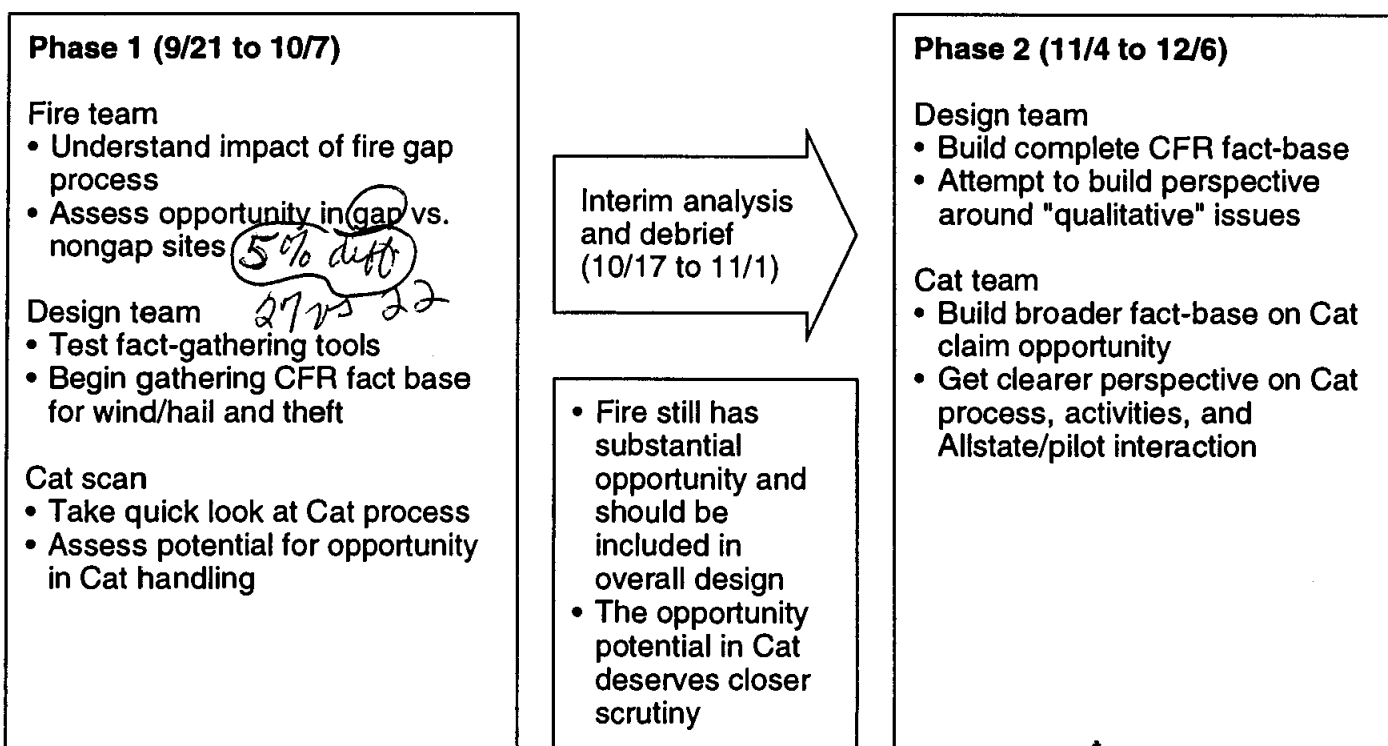 Phase 1 (9/21 to 10/7)
Fire team
• Understand impact of fire gap
process
• Assess opportunity in gap vs.
nongap sites 5% diff
27 vs 22
Design team
• Test fact-gathering tools
• Begin gathering CFR fact base
for wind/hail and theft
Cat scan
• Take quick look at Cat process
• Assess potential for opportunity
in Cat handling
Interim analysis
and debrief
(10/17 to 11/1)
• Fire still has
substantial
opportunity and
should be
included in
overall design
• The opportunity
potential in Cat
deserves closer
scrutiny
Phase 2 (11/4 to 12/6)
Design team
• Build complete CFR fact-base
• Attempt to build perspective
around "qualitative" issues
Cat team
• Build broader fact-base on Cat
claim opportunity
• Get clearer perspective on Cat
process, activities, and
Allstate/pilot interaction